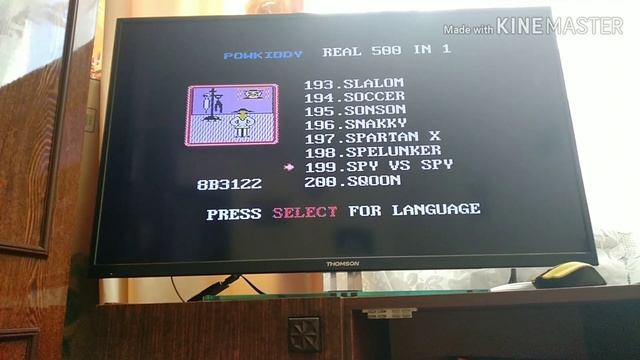 Made with KINEMASTER
POWKIDDY REAL 500 IN 1
193.SLALOM
194.SOCCER
195.SONSON
196.SNAKKY
197.SPARTAN X
198.SPELUNKER
199.SPY VS SPY
200.SQOON
8B3122
PRESS SELECT FOR LANGUAGE
THOMSON